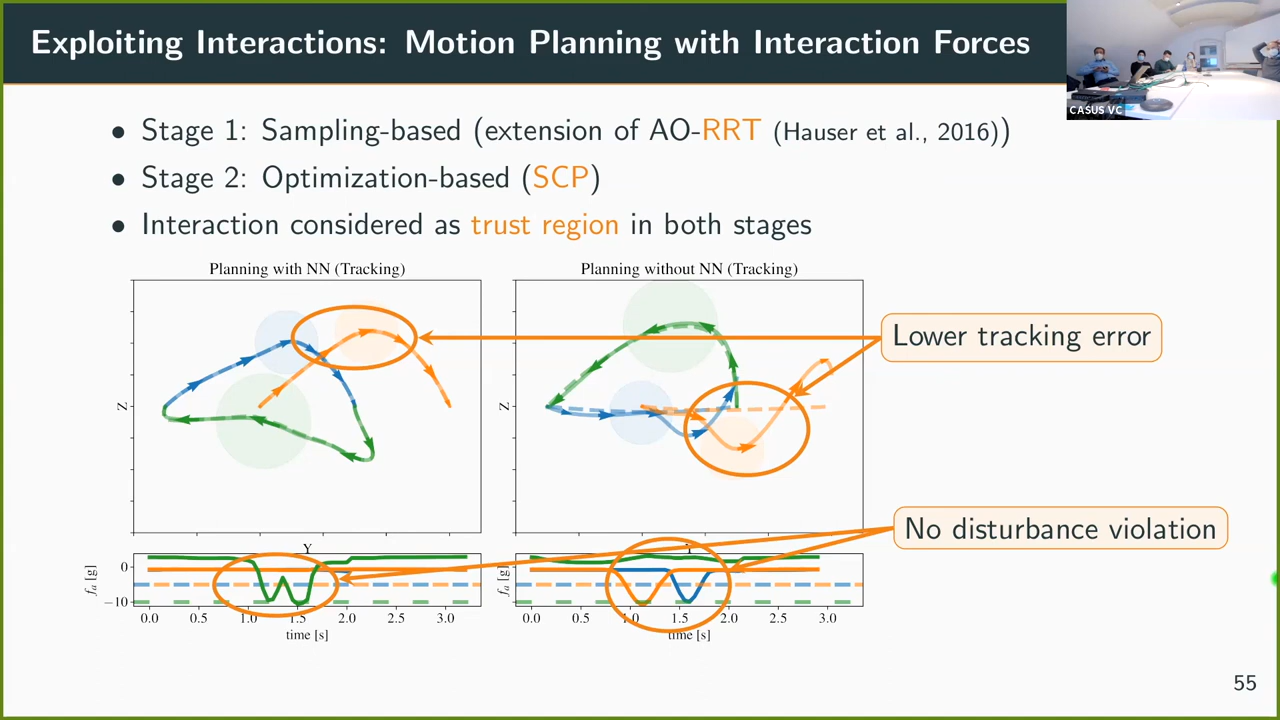 Exploiting Interactions: Motion Planning with Interaction Forces
CASUS VC
• Stage 1: Sampling-based (extension of AO-RRT (Hauser et al., 2016))
• Stage 2: Optimization-based (SCP)
• Interaction considered as trust region in both stages
Planning with NN (Tracking)
Planning without NN (Tracking)
Z
Z
Lower tracking error
No disturbance violation
Y
Y
fₐ [g]
0
−10
fₐ [g]
0.0 0.5 1.0 1.5 2.0 2.5 3.0
0.0 0.5 1.0 1.5 2.0 2.5 3.0
time [s]
time [s]
55